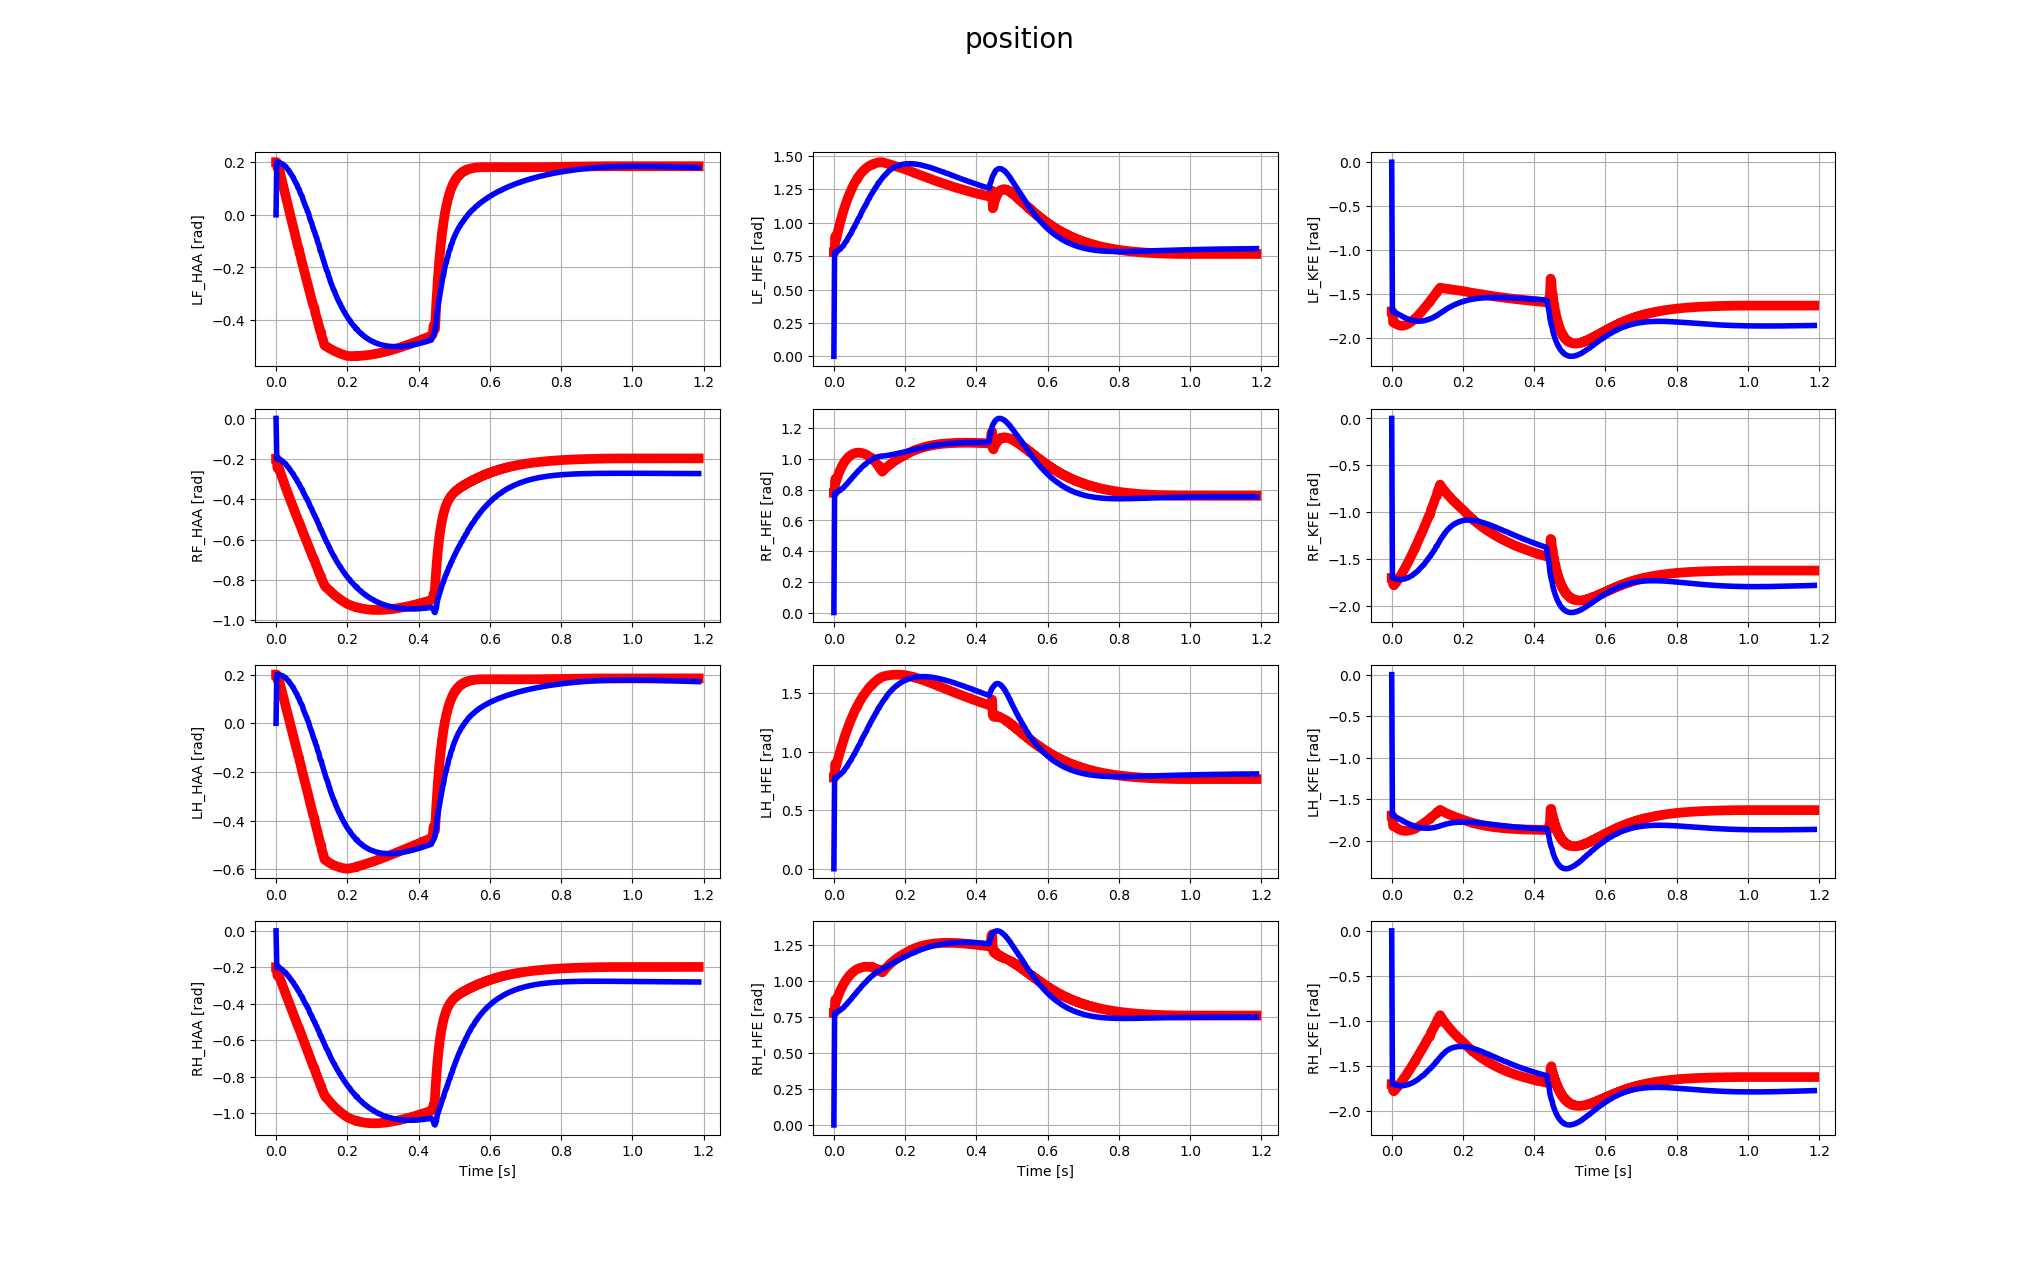 position
LF_HAA [rad]
0.2
0.0
−0.2
−0.4
0.0 0.2 0.4 0.6 0.8 1.0 1.2
LF_HFE [rad]
1.50
1.25
1.00
0.75
0.50
0.25
0.00
0.0 0.2 0.4 0.6 0.8 1.0 1.2
LF_KFE [rad]
0.0
−0.5
−1.0
−1.5
−2.0
0.0 0.2 0.4 0.6 0.8 1.0 1.2
RF_HAA [rad]
0.0
−0.2
−0.4
−0.6
−0.8
−1.0
0.0 0.2 0.4 0.6 0.8 1.0 1.2
RF_HFE [rad]
1.2
1.0
0.8
0.6
0.4
0.2
0.0
0.0 0.2 0.4 0.6 0.8 1.0 1.2
RF_KFE [rad]
0.0
−0.5
−1.0
−1.5
−2.0
0.0 0.2 0.4 0.6 0.8 1.0 1.2
LH_HAA [rad]
0.2
0.0
−0.2
−0.4
−0.6
0.0 0.2 0.4 0.6 0.8 1.0 1.2
LH_HFE [rad]
1.5
1.0
0.5
0.0
0.0 0.2 0.4 0.6 0.8 1.0 1.2
LH_KFE [rad]
0.0
−0.5
−1.0
−1.5
−2.0
0.0 0.2 0.4 0.6 0.8 1.0 1.2
RH_HAA [rad]
0.0
−0.2
−0.4
−0.6
−0.8
−1.0
0.0 0.2 0.4 0.6 0.8 1.0 1.2
Time [s]
RH_HFE [rad]
1.25
1.00
0.75
0.50
0.25
0.00
0.0 0.2 0.4 0.6 0.8 1.0 1.2
Time [s]
RH_KFE [rad]
0.0
−0.5
−1.0
−1.5
−2.0
0.0 0.2 0.4 0.6 0.8 1.0 1.2
Time [s]